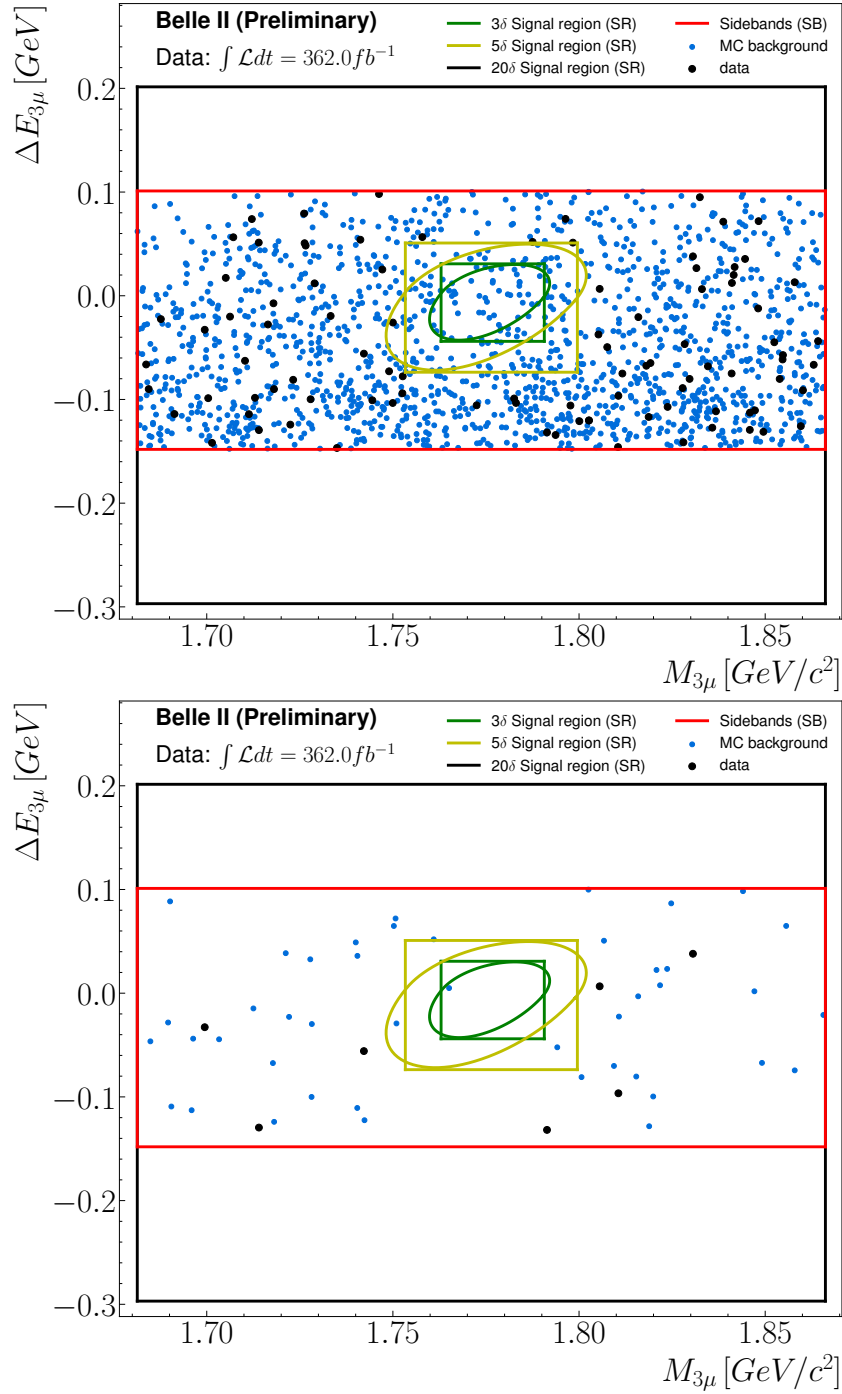 Belle II (Preliminary)
Data: ∫ 𝓛dt = 362.0fb⁻¹
3δ Signal region (SR)
5δ Signal region (SR)
20δ Signal region (SR)
Sidebands (SB)
MC background
data
ΔE₃μ [GeV]
0.2
0.1
0.0
−0.1
−0.2
−0.3
1.70 1.75 1.80 1.85
M₃μ [GeV/c²]
Belle II (Preliminary)
Data: ∫ 𝓛dt = 362.0fb⁻¹
3δ Signal region (SR)
5δ Signal region (SR)
20δ Signal region (SR)
Sidebands (SB)
MC background
data
ΔE₃μ [GeV]
0.2
0.1
0.0
−0.1
−0.2
−0.3
1.70 1.75 1.80 1.85
M₃μ [GeV/c²]